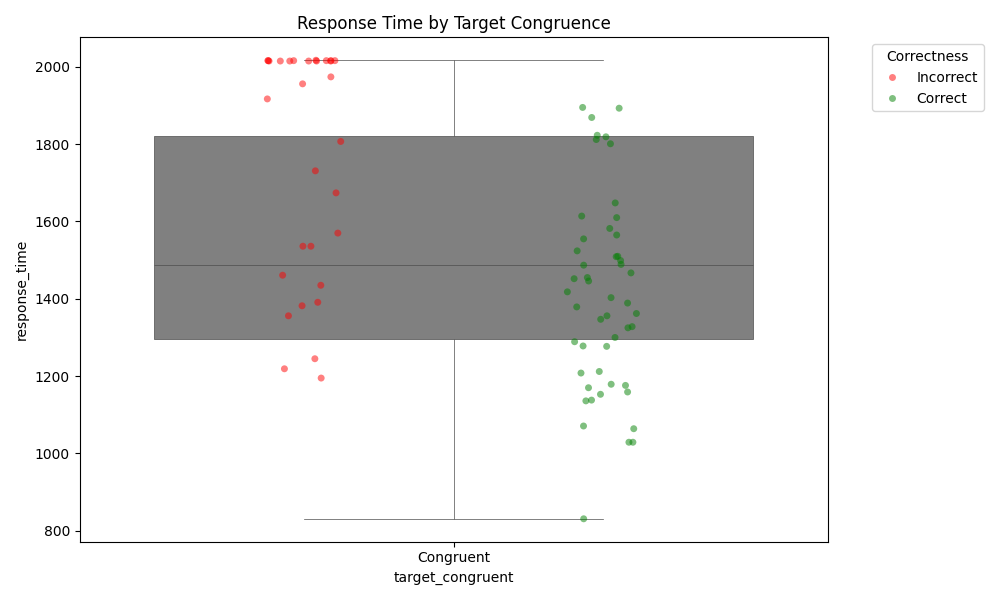 Response Time by Target Congruence
Correctness
Incorrect
Correct
2000
1800
1600
1400
1200
1000
800
response_time
Congruent
target_congruent